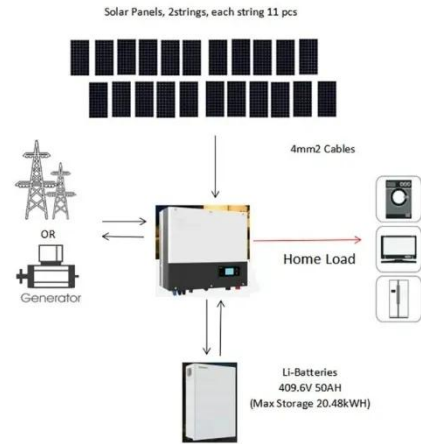 Solar Panels, 2strings, each string 11 pcs
4mm2 Cables
OR
Generator
Home Load
Li-Batteries
409.6V 50AH
(Max Storage 20.48kWH)